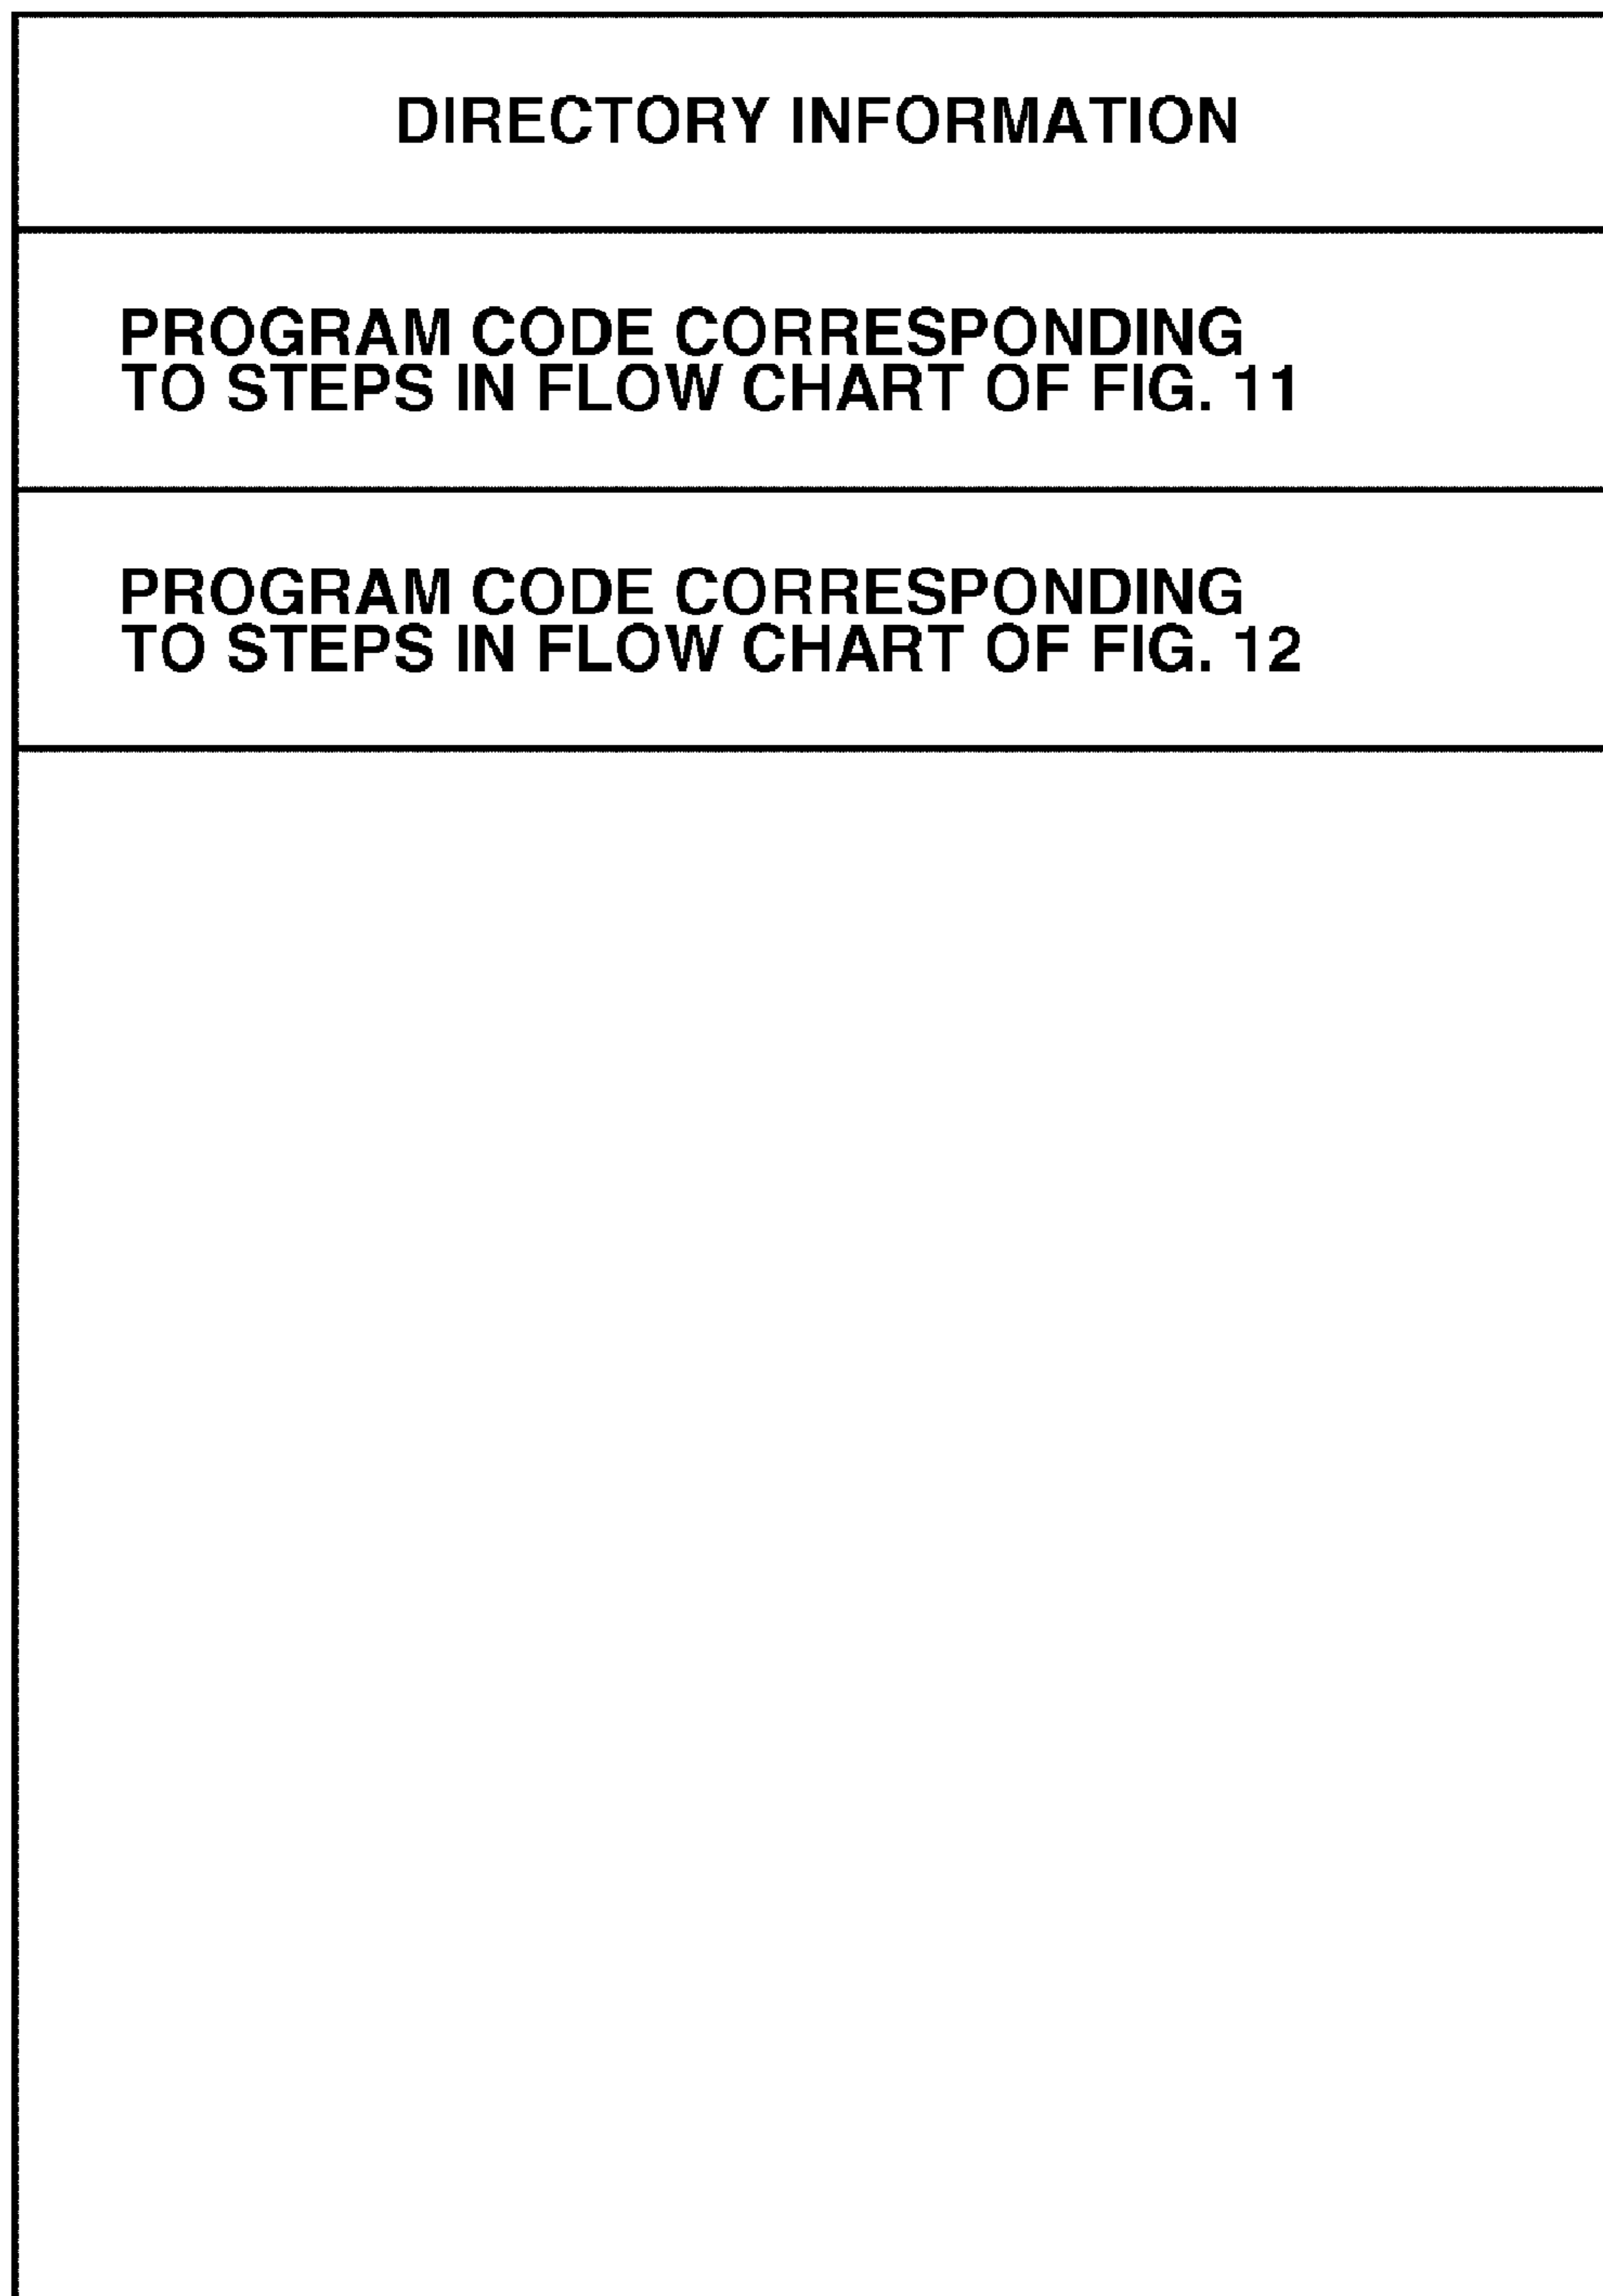 DIRECTORY INFORMATION
PROGRAM CODE CORRESPONDING
TO STEPS IN FLOW CHART OF FIG. 11
PROGRAM CODE CORRESPONDING
TO STEPS IN FLOW CHART OF FIG. 12